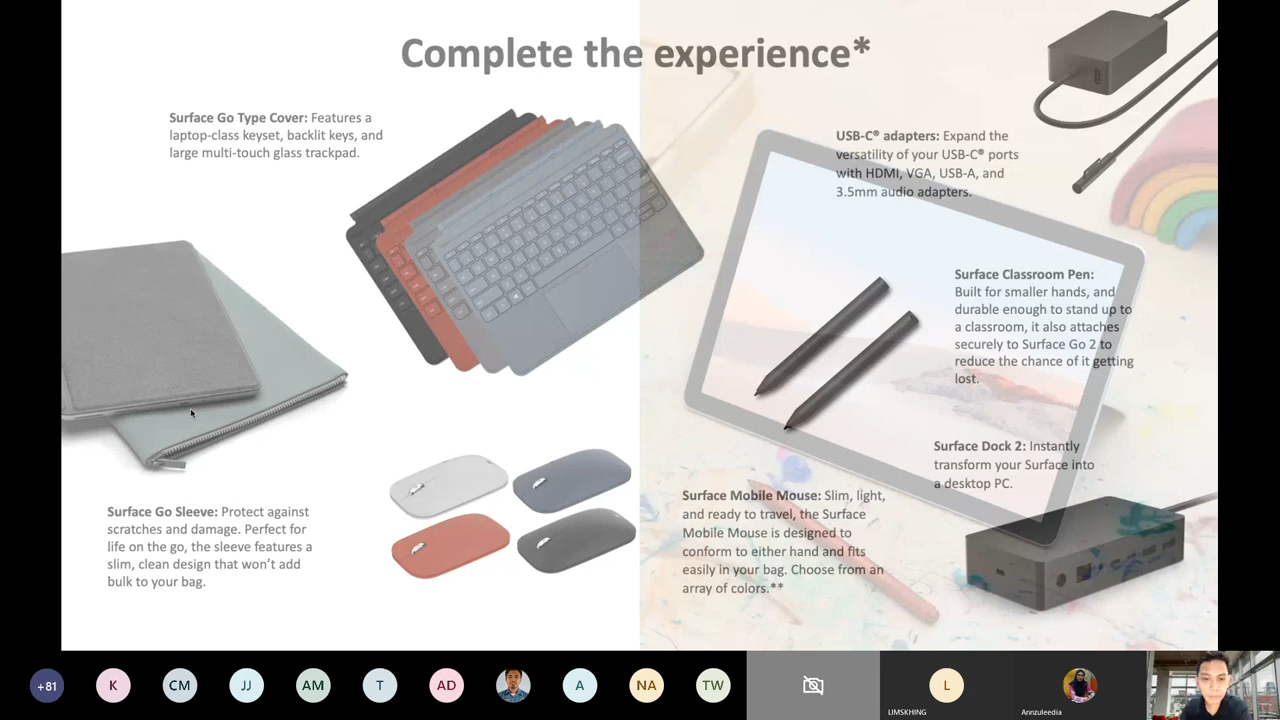 Complete the experience*
Surface Go Type Cover: Features a
laptop-class keyset, backlit keys, and
large multi-touch glass trackpad.
USB-C® adapters: Expand the
versatility of your USB-C® ports
with HDMI, VGA, USB-A, and
3.5mm audio adapters.
Surface Classroom Pen:
Built for smaller hands, and
durable enough to stand up to
a classroom, it also attaches
securely to Surface Go 2 to
reduce the chance of it getting
lost.
Surface Dock 2: Instantly
transform your Surface into
a desktop PC.
Surface Go Sleeve: Protect against
scratches and damage. Perfect for
life on the go, the sleeve features a
slim, clean design that won’t add
bulk to your bag.
Surface Mobile Mouse: Slim, light,
and ready to travel, the Surface
Mobile Mouse is designed to
conform to either hand and fits
easily in your bag. Choose from an
array of colors.**
+81
K
CM
JJ
AM
T
AD
A
NA
TW
L
LIMSKHING
Annzuleedia